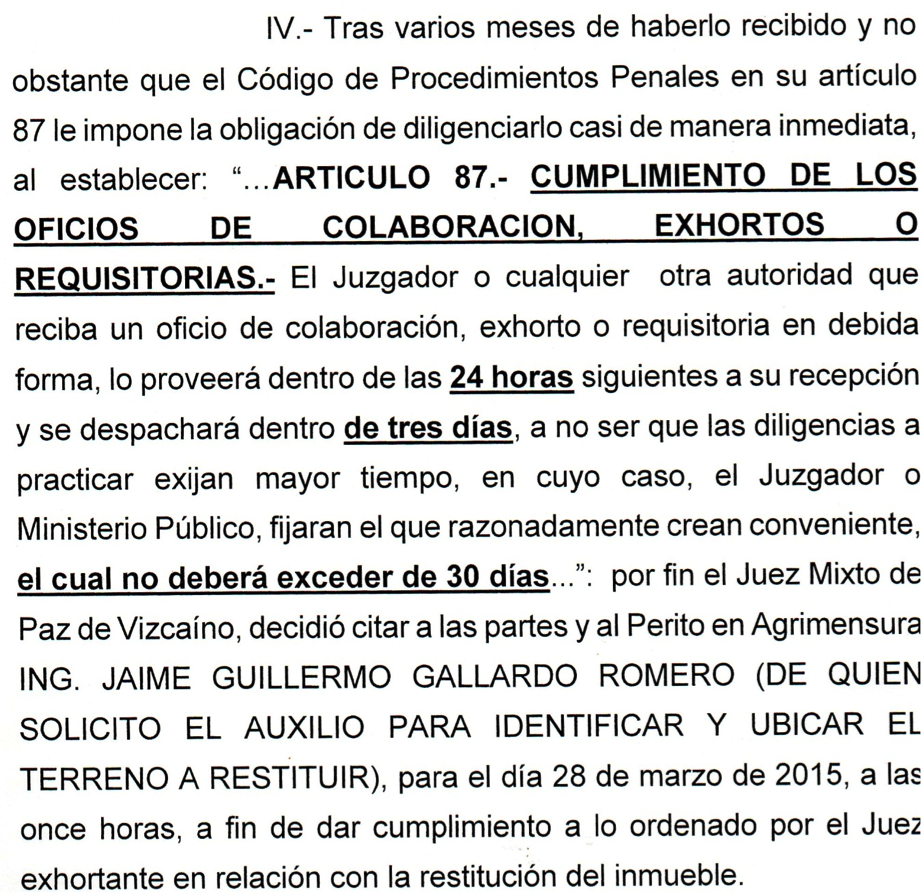 IV.- Tras varios meses de haberlo recibido y no
obstante que el Código de Procedimientos Penales en su artículo
87 le impone la obligación de diligenciarlo casi de manera inmediata,
al establecer: “...ARTICULO 87.- CUMPLIMIENTO DE LOS
OFICIOS DE COLABORACION, EXHORTOS O
REQUISITORIAS.- El Juzgador o cualquier otra autoridad que
reciba un oficio de colaboración, exhorto o requisitoria en debida
forma, lo proveerá dentro de las 24 horas siguientes a su recepción
y se despachará dentro de tres días, a no ser que las diligencias a
practicar exijan mayor tiempo, en cuyo caso, el Juzgador o
Ministerio Público, fijaran el que razonadamente crean conveniente,
el cual no deberá exceder de 30 días...”: por fin el Juez Mixto de
Paz de Vizcaíno, decidió citar a las partes y al Perito en Agrimensura
ING. JAIME GUILLERMO GALLARDO ROMERO (DE QUIEN
SOLICITO EL AUXILIO PARA IDENTIFICAR Y UBICAR EL
TERRENO A RESTITUIR), para el día 28 de marzo de 2015, a las
once horas, a fin de dar cumplimiento a lo ordenado por el Juez
exhortante en relación con la restitución del inmueble.